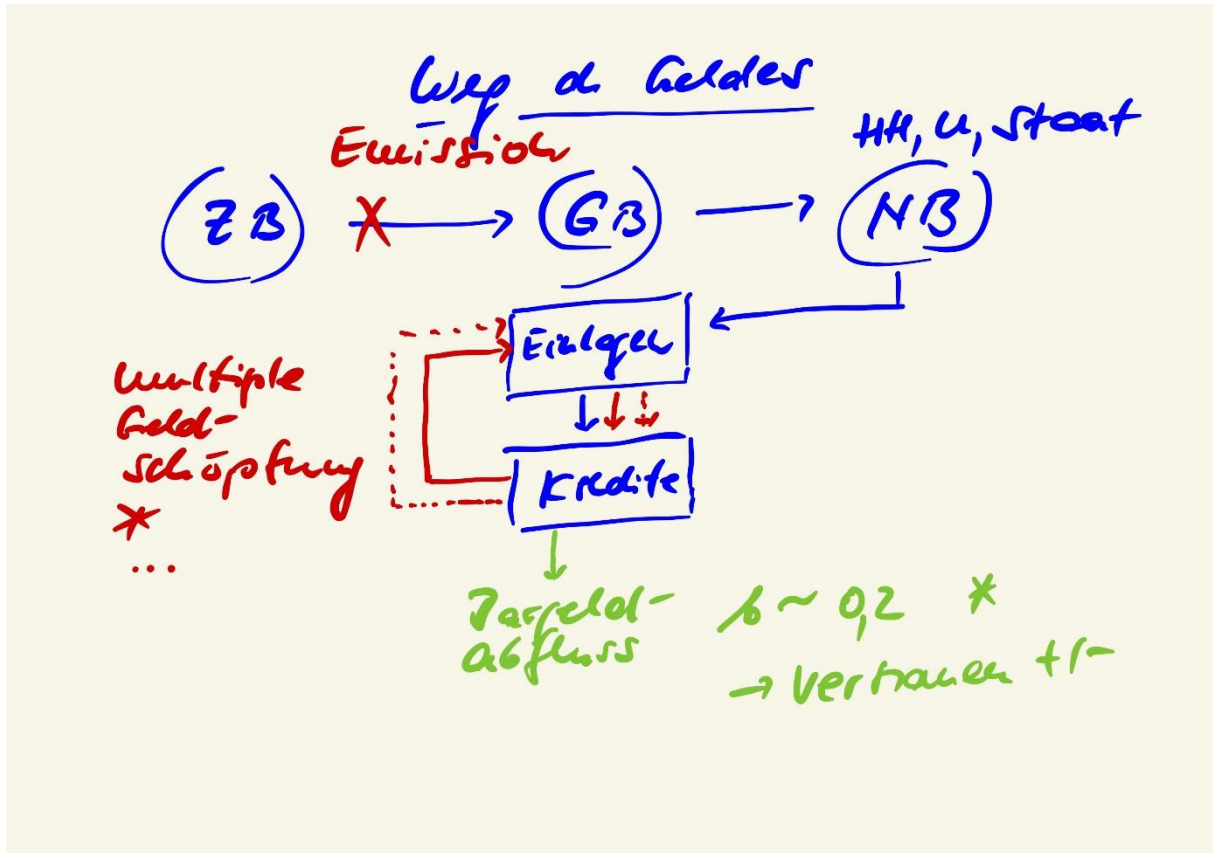 Weg d. Geldes
Emission
HH, U, Staat
ZB
GB
NB
Einlagen
multiple
Geld-
schöpfung
*
...
Kredite
Bargeld-
abfluss
b ~ 0,2 *
→ Vertrauen +/-